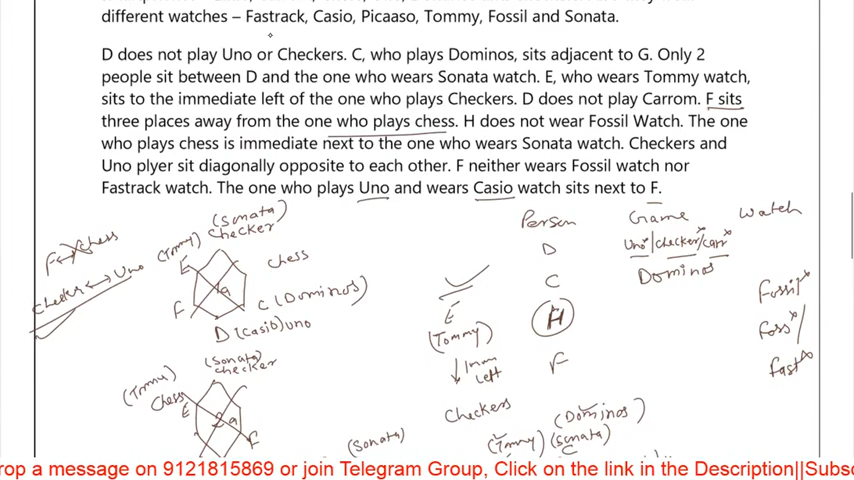 different watches – Fastrack, Casio, Picaaso, Tommy, Fossil and Sonata.
D does not play Uno or Checkers. C, who plays Dominos, sits adjacent to G. Only 2
people sit between D and the one who wears Sonata watch. E, who wears Tommy watch,
sits to the immediate left of the one who plays Checkers. D does not play Carrom. F sits
three places away from the one who plays chess. H does not wear Fossil Watch. The one
who plays chess is immediate next to the one who wears Sonata watch. Checkers and
Uno plyer sit diagonally opposite to each other. F neither wears Fossil watch nor
Fastrack watch. The one who plays Uno and wears Casio watch sits next to F.
(Sonata)
Person Game Watch
F↔chess (Tommy) checker
Uno×/checker×/carr×
D
E chess
Checker ↔ Uno
Dominos
C
Fossil×
F C (Dominos)
E
H
D (Casio) Uno
(Tommy)
Foss×/
(Sonata)
checker
↓ Imm
left
F
fast×
(Tommy)
Chess
E
Checkers
(Dominos)
F
(Sonata)
(Tommy) (Sonata)
C
rop a message on 9121815869 or join Telegram Group, Click on the link in the Description||Subsc